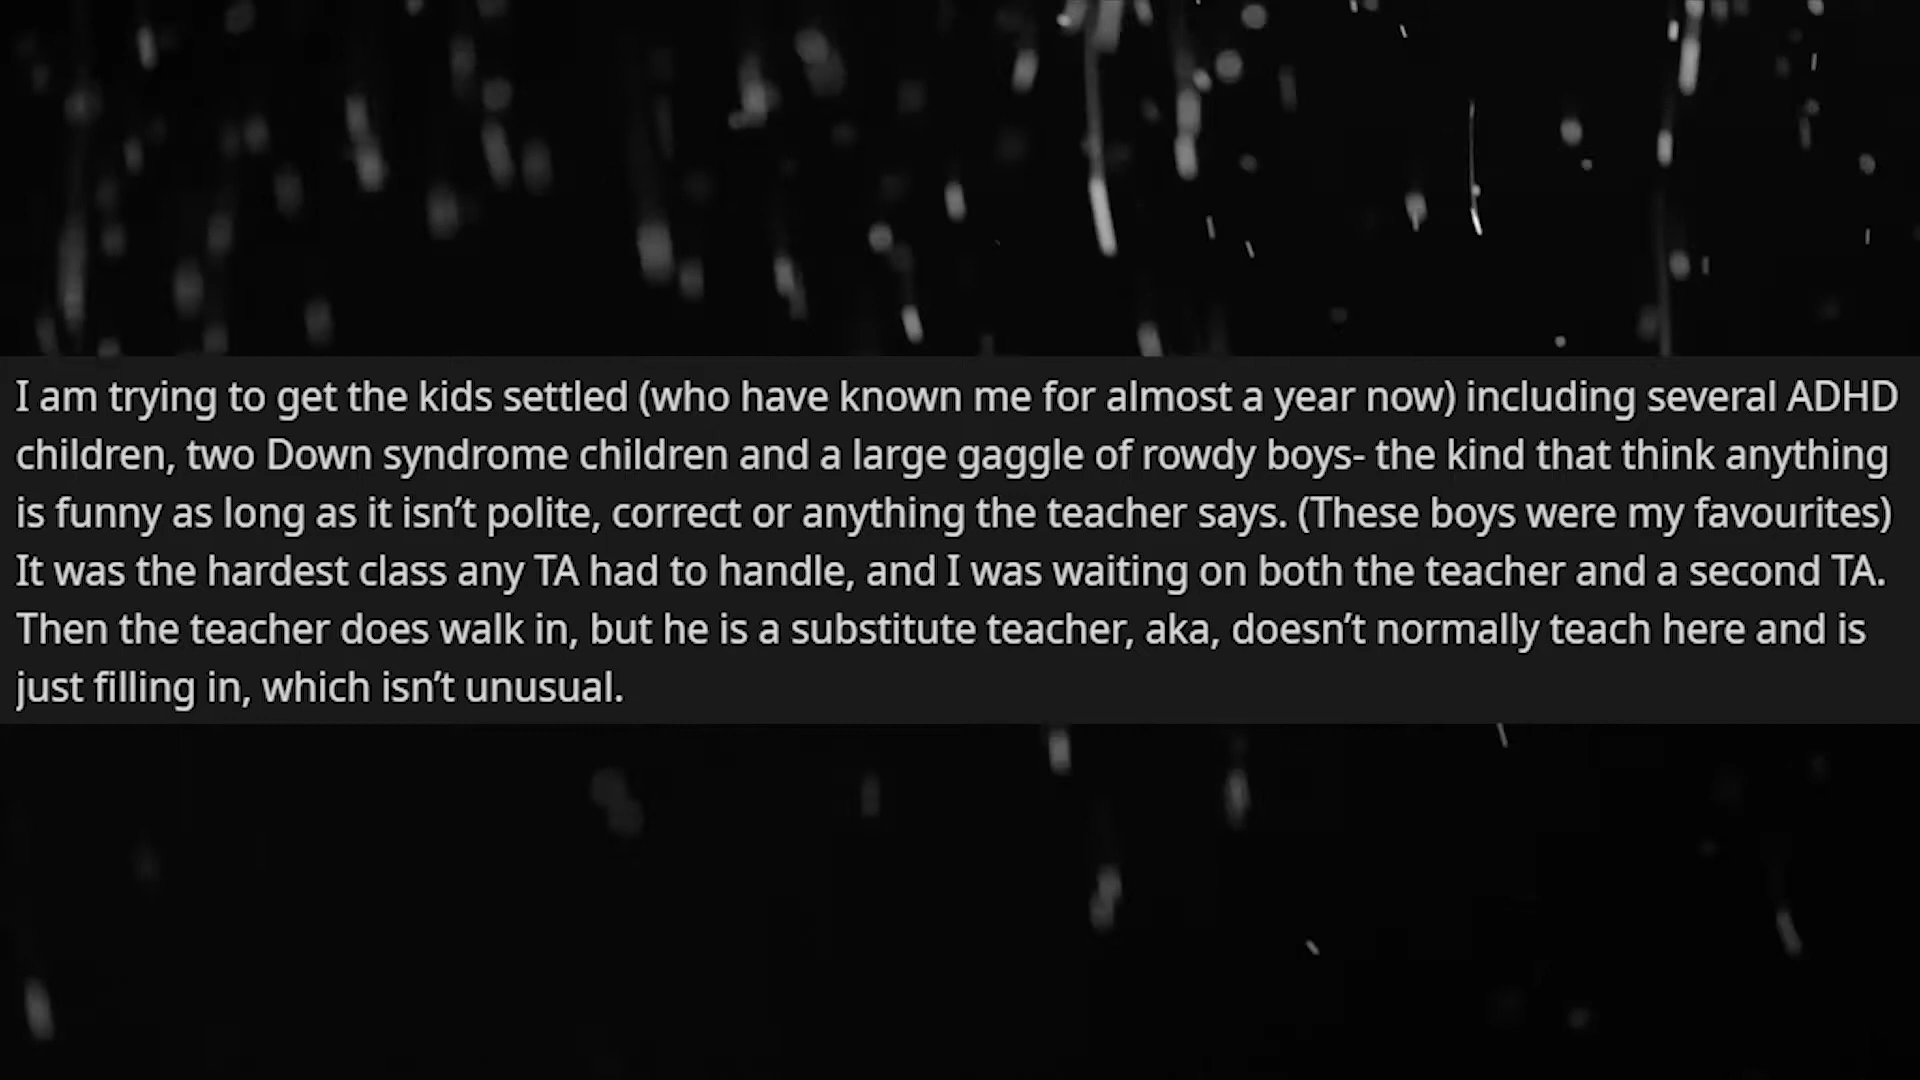 I am trying to get the kids settled (who have known me for almost a year now) including several ADHD
children, two Down syndrome children and a large gaggle of rowdy boys- the kind that think anything
is funny as long as it isn’t polite, correct or anything the teacher says. (These boys were my favourites)
It was the hardest class any TA had to handle, and I was waiting on both the teacher and a second TA.
Then the teacher does walk in, but he is a substitute teacher, aka, doesn’t normally teach here and is
just filling in, which isn’t unusual.